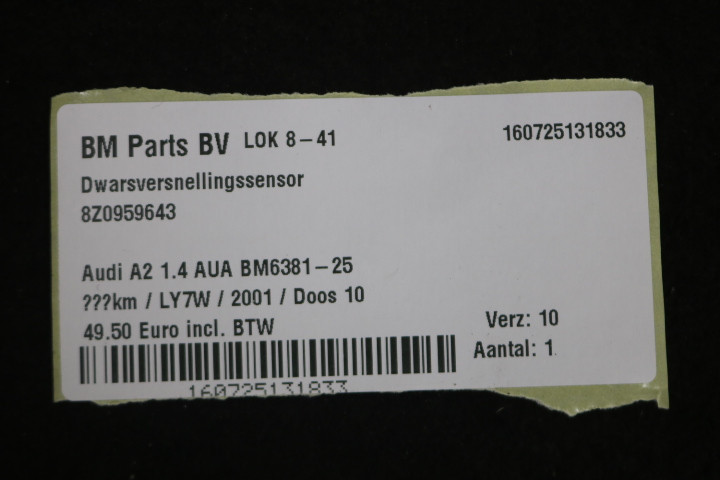 BM Parts BV LOK 8-41 160725131833
Dwarsversnellingssensor
8Z0959643
Audi A2 1.4 AUA BM6381-25
???km / LY7W / 2001 / Doos 10
49.50 Euro incl. BTW Verz: 10
Aantal: 1
160725131833